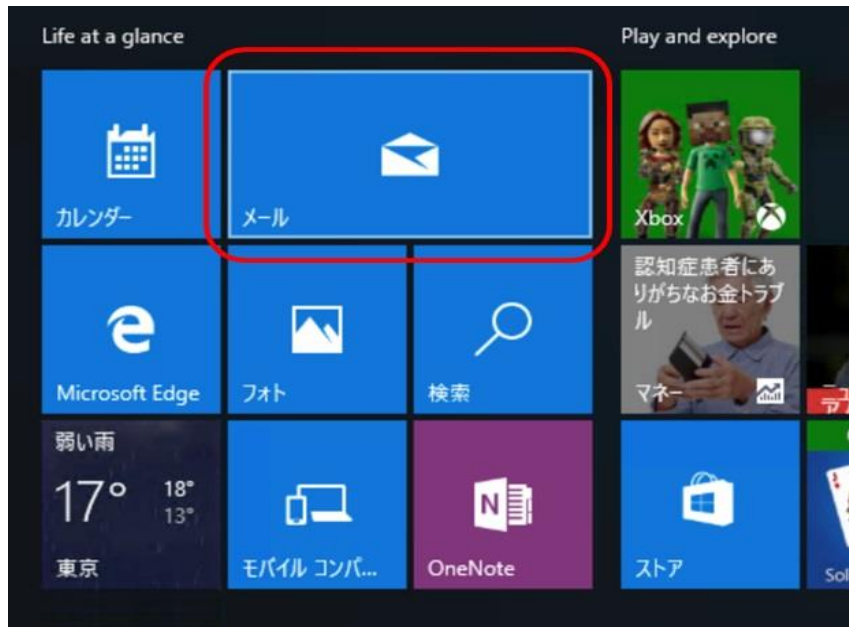 Life at a glance
Play and explore
カレンダー
メール
Xbox
Microsoft Edge
フォト
検索
認知症患者にあ
りがちなお金トラブ
ル
マネー
弱い雨
17°
18°
13°
東京
モバイル コンパ...
OneNote
ストア
Sol